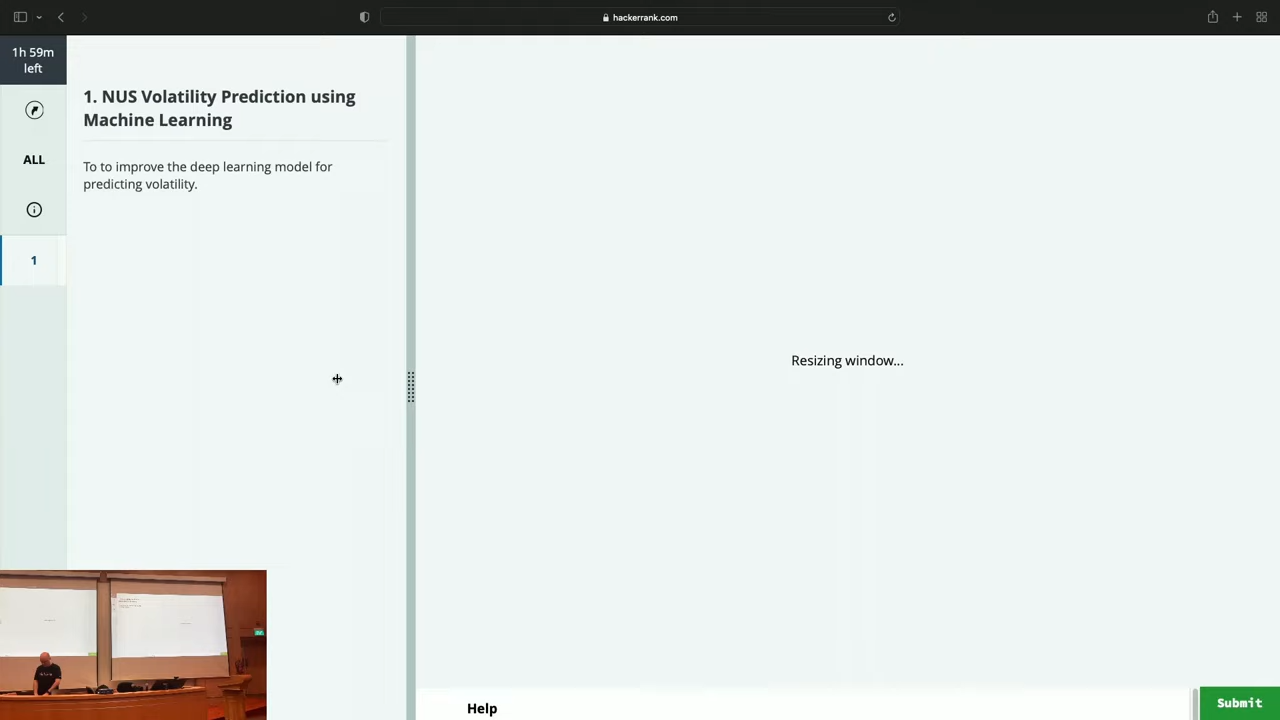 hackerrank.com
1h 59m
left
ALL
1
1. NUS Volatility Prediction using
Machine Learning
To to improve the deep learning model for
predicting volatility.
Resizing window...
Help
Submit